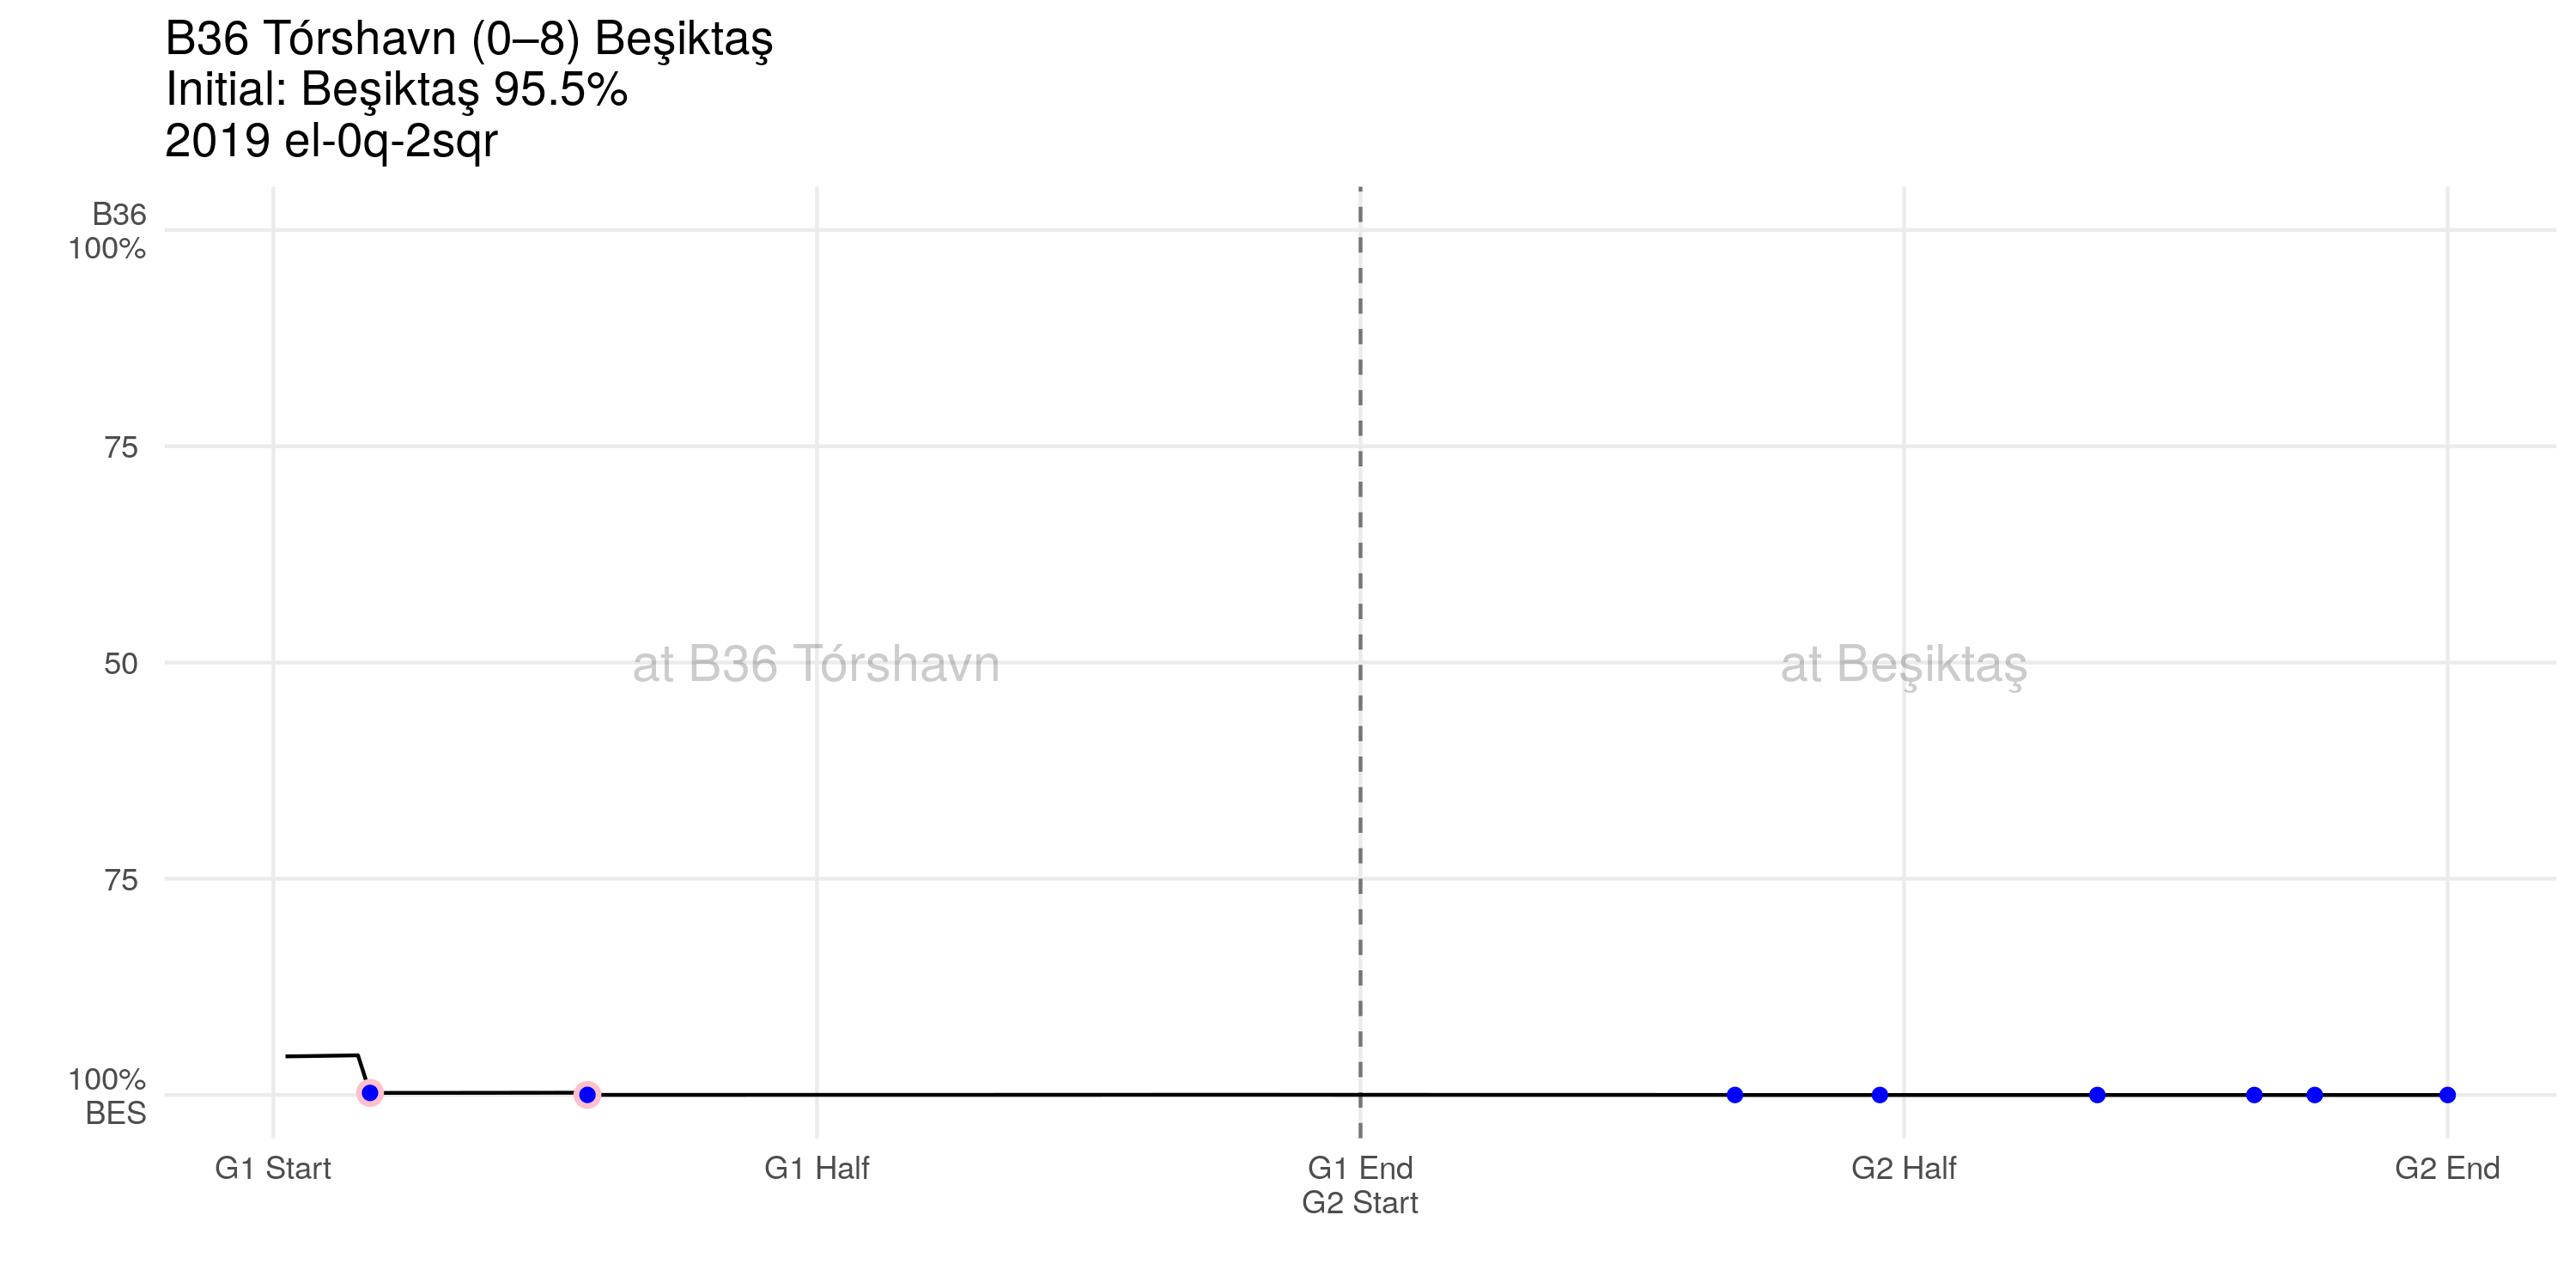 B36 Tórshavn (0–8) Beşiktaş
Initial: Beşiktaş 95.5%
2019 el-0q-2sqr
B36
100%
75
50
75
100%
BES
at B36 Tórshavn
at Beşiktaş
G1 Start
G1 Half
G1 End
G2 Start
G2 Half
G2 End